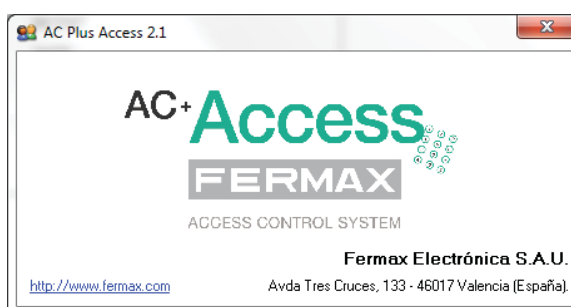 AC Plus Access 2.1
AC+Access
FERMAX
ACCESS CONTROL SYSTEM
Fermax Electrónica S.A.U.
http://www.fermax.com Avda Tres Cruces, 133 - 46017 Valencia (España).